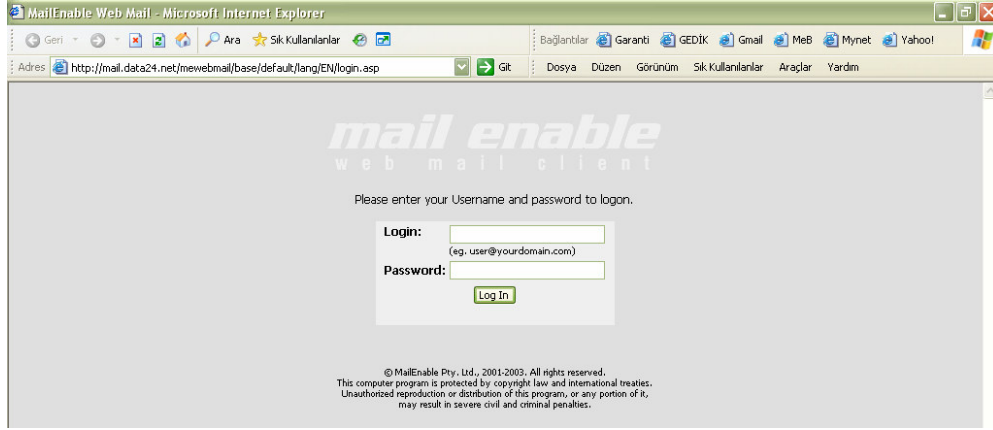 MailEnable Web Mail - Microsoft Internet Explorer
Geri Ara Sık Kullanılanlar Bağlantılar Garanti GEDİK Gmail MeB Mynet Yahoo!
Adres http://mail.data24.net/mewebmail/base/default/lang/EN/login.asp Git Dosya Düzen Görünüm Sık Kullanılanlar Araçlar Yardım
mail enable
web mail client
Please enter your Username and password to logon.
Login:
(eg. user@yourdomain.com)
Password:
Log In
© MailEnable Pty. Ltd., 2001-2003. All rights reserved.
This computer program is protected by copyright law and international treaties.
Unauthorized reproduction or distribution of this program, or any portion of it,
may result in severe civil and criminal penalties.